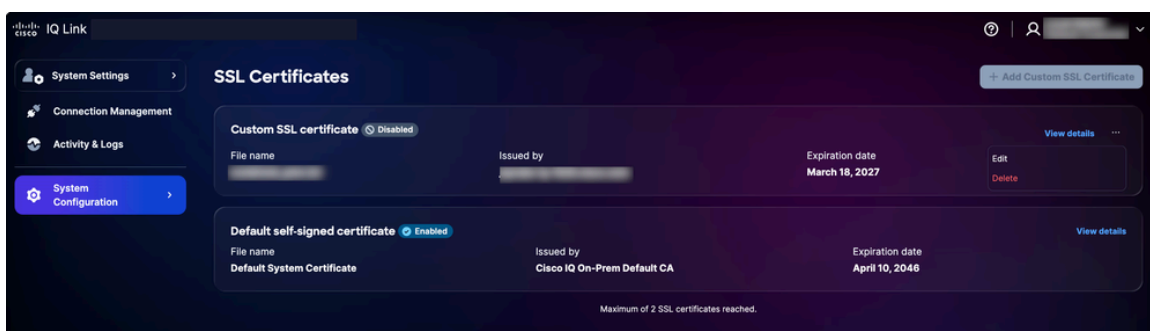 cisco IQ Link
System Settings
SSL Certificates
+ Add Custom SSL Certificate
Connection Management
Activity & Logs
System
Configuration
Custom SSL certificate Disabled
View details ...
File name
Issued by
Expiration date
March 18, 2027
Edit
Delete
Default self-signed certificate Enabled
View details
File name Issued by Expiration date
Default System Certificate Cisco IQ On-Prem Default CA April 10, 2046
Maximum of 2 SSL certificates reached.